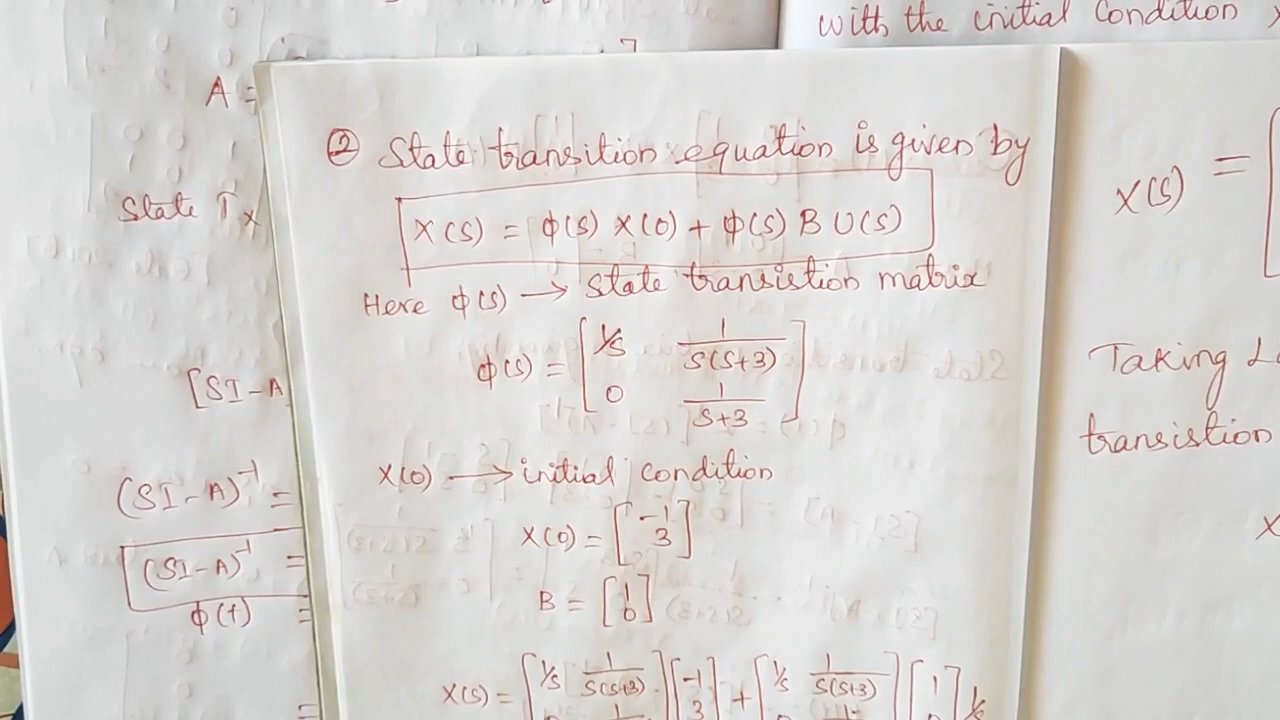 with the initial Condition x
A =
State Tx
[SI-A
(SI-A)⁻¹ =
(SI-A)⁻¹ =
ϕ(t) =
② State transition equation is given by
X(S) = ϕ(S) X(0) + ϕ(S) B U(S)
Here ϕ(S) → State transistion matrix
ϕ(S) = [1/S 1/S(S+3)
0 1/S+3]
X(0) → initial condition
X(0) = [-1
3]
B = [1
0]
X(S) = [1/S 1/S(S+3)] [-1 3] + [1/S 1/S(S+3)] [1
X(S) = [
Taking L
transistion
X